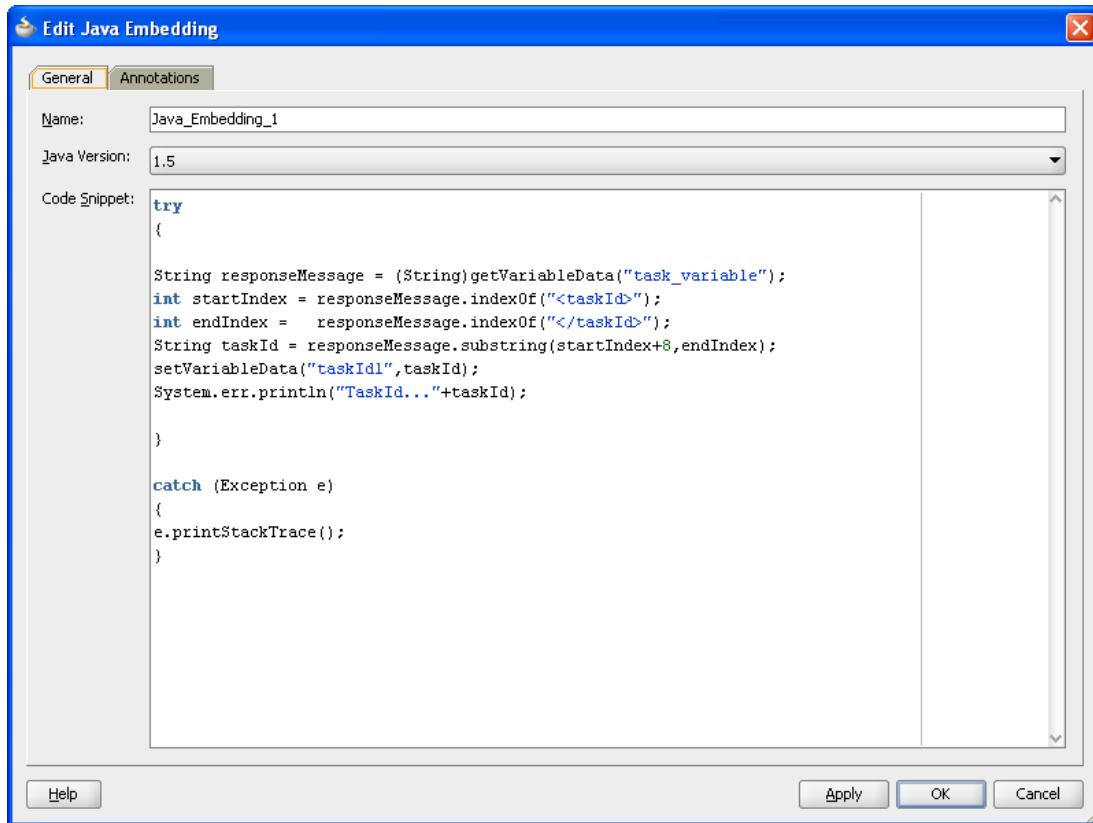 Edit Java Embedding
General Annotations
Name: Java_Embedding_1
Java Version: 1.5
Code Snippet: try
{
String responseMessage = (String)getVariableData("task_variable");
int startIndex = responseMessage.indexOf("<taskId>");
int endIndex =   responseMessage.indexOf("</taskId>");
String taskId = responseMessage.substring(startIndex+8,endIndex);
setVariableData("taskId1",taskId);
System.err.println("TaskId..."+taskId);
}
catch (Exception e)
{
e.printStackTrace();
}
Help Apply OK Cancel